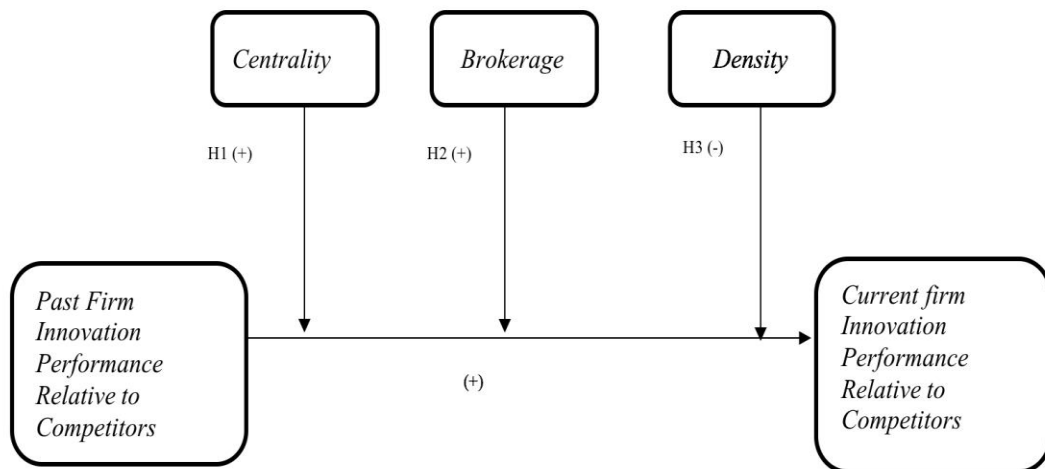 Centrality
Brokerage
Density
H1 (+)
H2 (+)
H3 (-)
Past Firm
Innovation
Performance
Relative to
Competitors
(+)
Current firm
Innovation
Performance
Relative to
Competitors